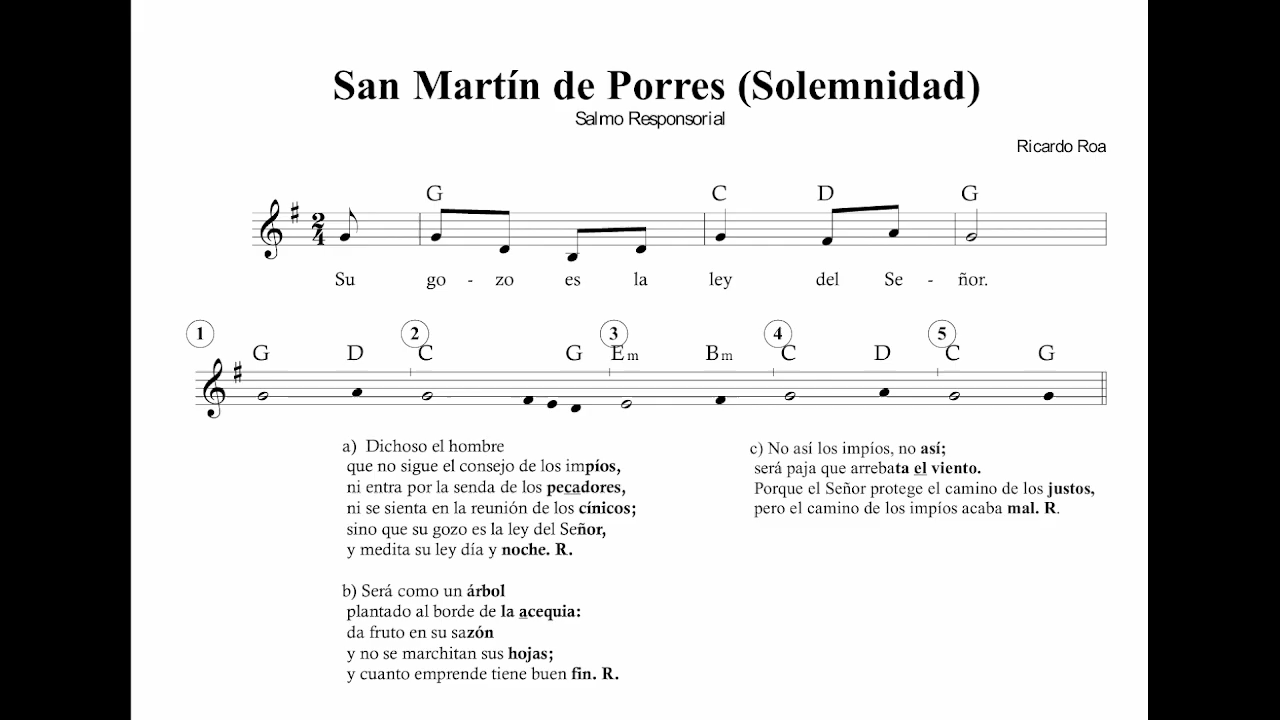 San Martín de Porres (Solemnidad)
Salmo Responsorial
Ricardo Roa
G C D G
2
4
Su go - zo es la ley del Se - ñor.
1 2 3 4 5
G D C G Em Bm C D C G
a) Dichoso el hombre
que no sigue el consejo de los impíos,
ni entra por la senda de los pecadores,
ni se sienta en la reunión de los cínicos;
sino que su gozo es la ley del Señor,
y medita su ley día y noche. R.
b) Será como un árbol
plantado al borde de la acequia:
da fruto en su sazón
y no se marchitan sus hojas;
y cuanto emprende tiene buen fin. R.
c) No así los impíos, no así;
será paja que arrebata el viento.
Porque el Señor protege el camino de los justos,
pero el camino de los impíos acaba mal. R.